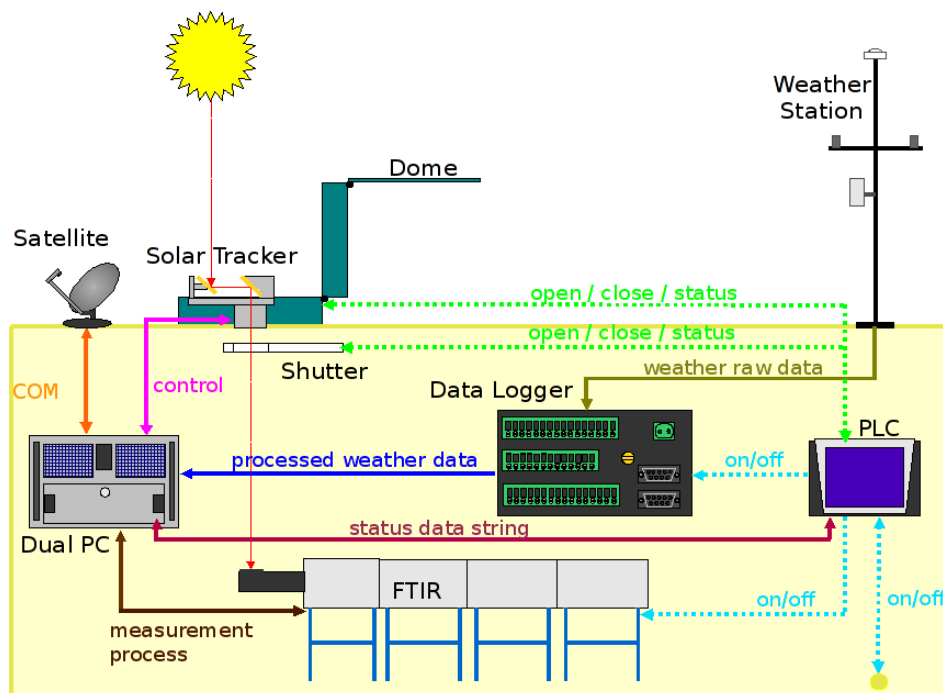 Weather
Station
Dome
Satellite
Solar Tracker
open / close / status
open / close / status
Shutter
weather raw data
COM
control
Data Logger
PLC
processed weather data
on/off
status data string
Dual PC
FTIR
on/off
on/off
measurement
process